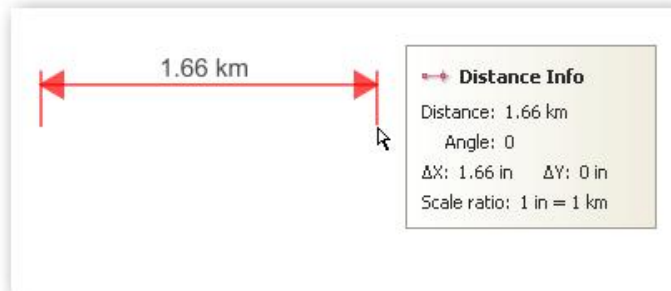 1.66 km
Distance Info
Distance: 1.66 km
Angle: 0
ΔX: 1.66 in ΔY: 0 in
Scale ratio: 1 in = 1 km